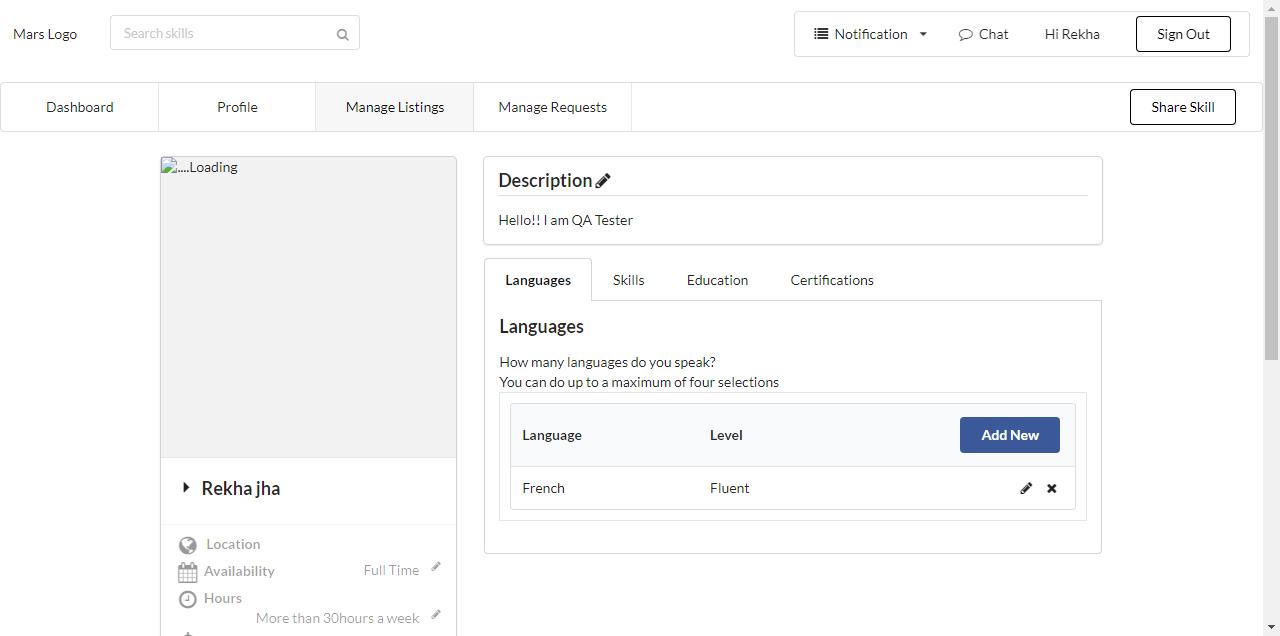 Mars Logo Search skills Notification Chat Hi Rekha Sign Out
Dashboard Profile Manage Listings Manage Requests Share Skill
....Loading
Description
Hello!! I am QA Tester
Languages Skills Education Certifications
Languages
How many languages do you speak?
You can do up to a maximum of four selections
Language Level Add New
French Fluent
Rekha jha
Location
Availability Full Time
Hours
More than 30hours a week